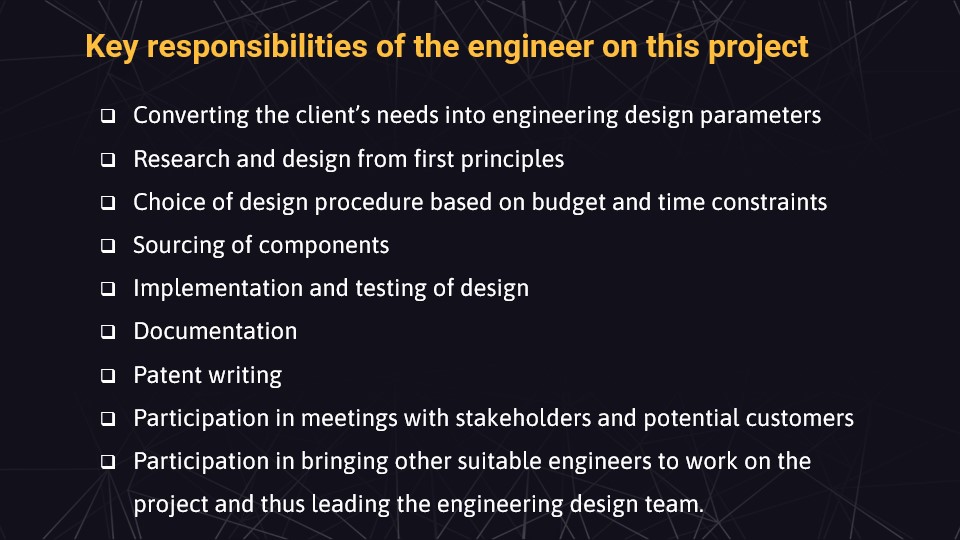 Key responsibilities of the engineer on this project
❑ Converting the client’s needs into engineering design parameters
❑ Research and design from first principles
❑ Choice of design procedure based on budget and time constraints
❑ Sourcing of components
❑ Implementation and testing of design
❑ Documentation
❑ Patent writing
❑ Participation in meetings with stakeholders and potential customers
❑ Participation in bringing other suitable engineers to work on the
project and thus leading the engineering design team.